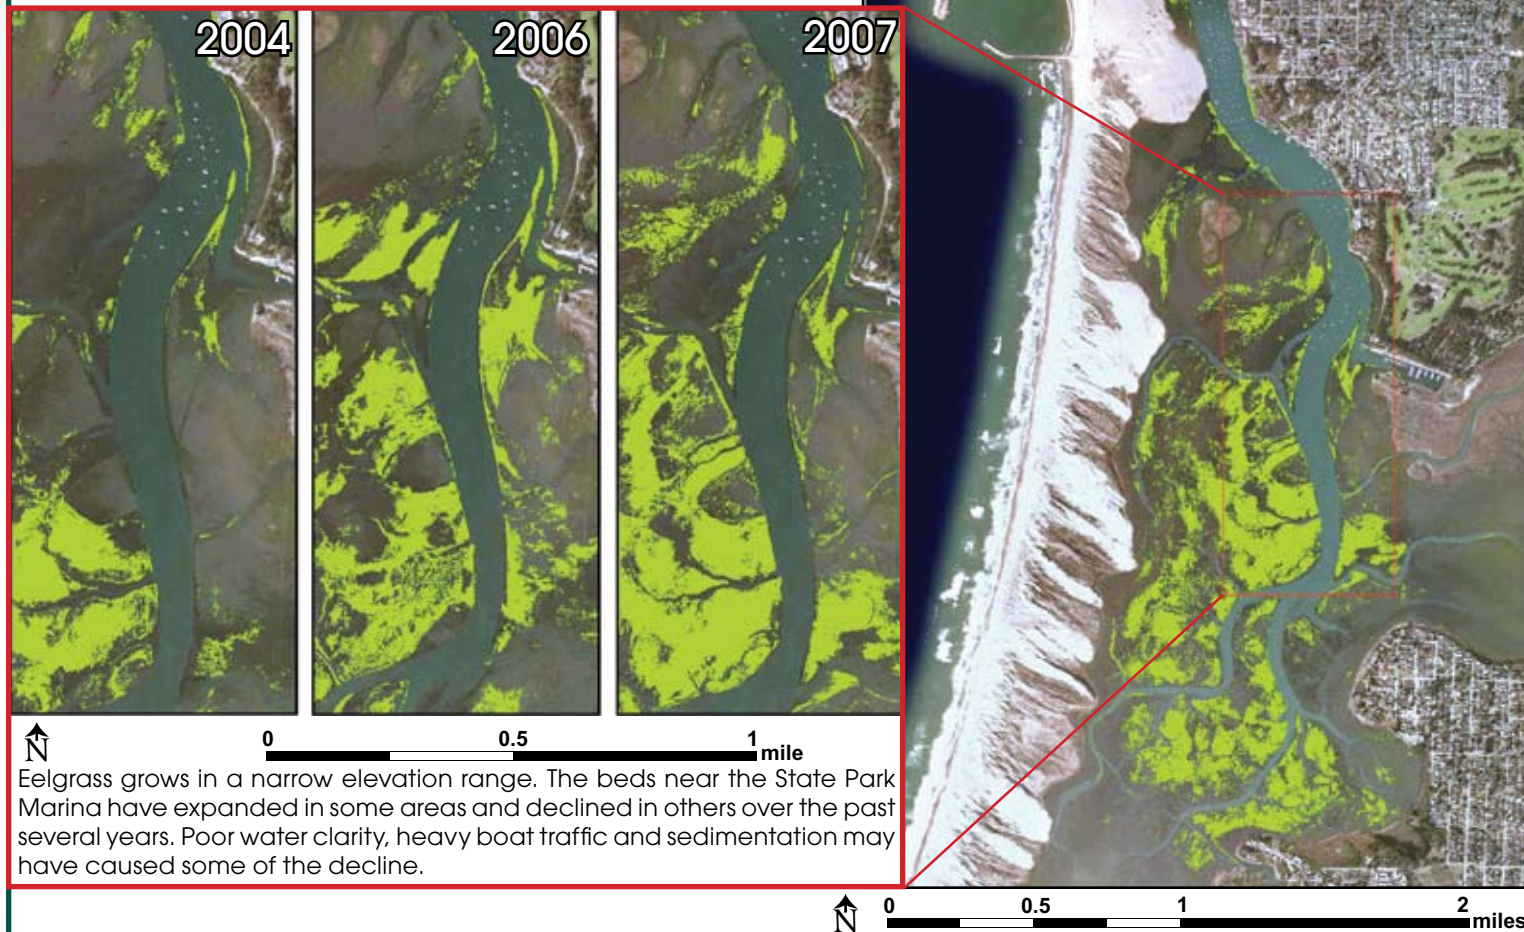 2004
2006
2007
N
0 0.5 1 mile
Eelgrass grows in a narrow elevation range. The beds near the State Park
Marina have expanded in some areas and declined in others over the past
several years. Poor water clarity, heavy boat traffic and sedimentation may
have caused some of the decline.
N
0 0.5 1 2 miles